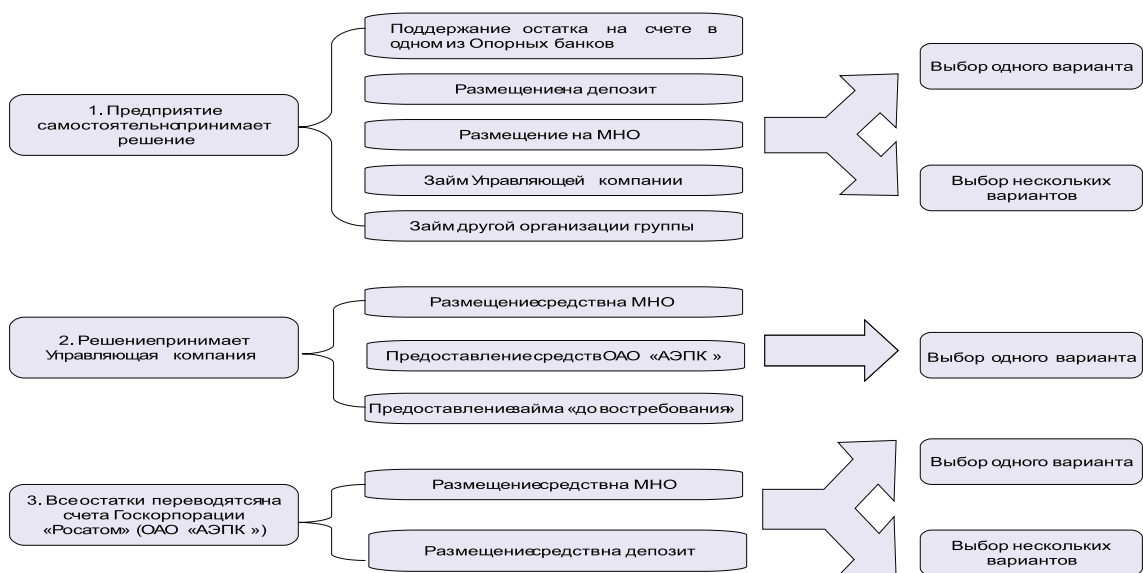 Поддержание остатка на счете в
одном из Опорных банков
Размещениена депозит
Размещение на МНО
Займ Управляющей компании
Займ другой организации группы
1. Предприятие
самостоятельнопринимает
решение
Выбор одного варианта
Выбор нескольких
вариантов
2. Решениепринимает
Управляющая компания
Размещениесредствна МНО
Предоставлениесредств ОАО «АЭПК »
Предоставлениезайма «до востребования»
Выбор одного варианта
3. Всеостатки переводятсяна
счета Госкорпорации
«Росатом» (ОАО «АЭПК »)
Размещениесредствна МНО
Размещениесредствна депозит
Выбор одного варианта
Выбор нескольких
вариантов